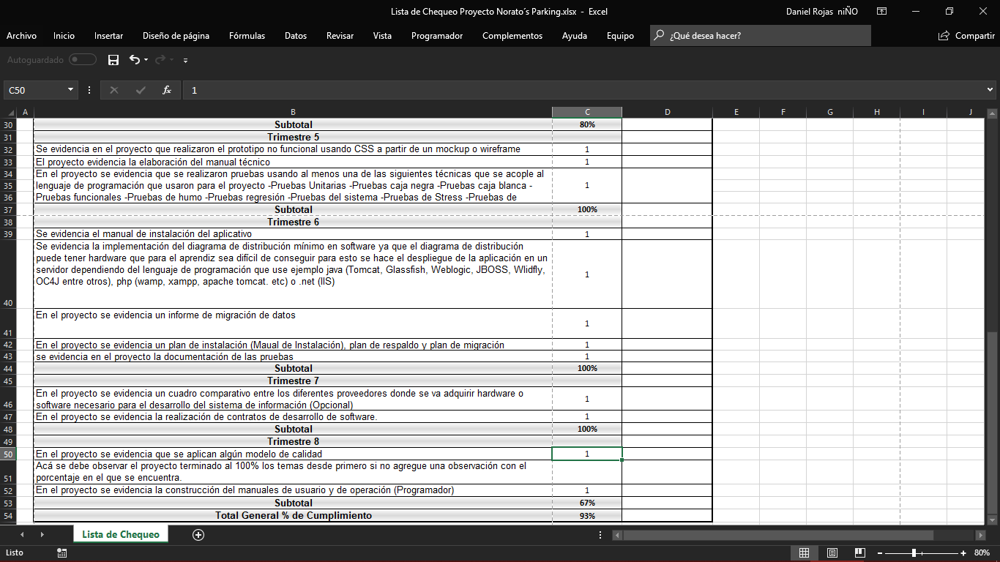 Lista de Chequeo Proyecto Norato´s Parking.xlsx - Excel
Daniel Rojas niÑO
Archivo Inicio Insertar Diseño de página Fórmulas Datos Revisar Vista Programador Complementos Ayuda Equipo ¿Qué desea hacer? Compartir
Autoguardado
C50 fx 1
A B C D E F G H I J
30 Subtotal 80%
31 Trimestre 5
32 Se evidencia en el proyecto que realizaron el prototipo no funcional usando CSS a partir de un mockup o wireframe 1
33 El proyecto evidencia la elaboración del manual técnico 1
34 En el proyecto se evidencia que se realizaron pruebas usando al menos una de las siguientes técnicas que se acople al
35 lenguaje de programación que usaron para el proyecto -Pruebas Unitarias -Pruebas caja negra -Pruebas caja blanca - 1
36 Pruebas funcionales -Pruebas de humo -Pruebas regresión -Pruebas del sistema -Pruebas de Stress -Pruebas de
37 Subtotal 100%
38 Trimestre 6
39 Se evidencia el manual de instalación del aplicativo 1
Se evidencia la implementación del diagrama de distribución mínimo en software ya que el diagrama de distribución
puede tener hardware que para el aprendiz sea difícil de conseguir para esto se hace el despliegue de la aplicación en un
servidor dependiendo del lenguaje de programación que use ejemplo java (Tomcat, Glassfish, Weblogic, JBOSS, Wlidfly,
OC4J entre otros), php (wamp, xampp, apache tomcat. etc) o .net (IIS)
40 1
En el proyecto se evidencia un informe de migración de datos
41 1
42 En el proyecto se evidencia un plan de instalación (Maual de Instalación), plan de respaldo y plan de migración 1
43 se evidencia en el proyecto la documentación de las pruebas 1
44 Subtotal 100%
45 Trimestre 7
En el proyecto se evidencia un cuadro comparativo entre los diferentes proveedores donde se va adquirir hardware o
46 software necesario para el desarrollo del sistema de información (Opcional) 1
47 En el proyecto se evidencia la realización de contratos de desarrollo de software. 1
48 Subtotal 100%
49 Trimestre 8
50 En el proyecto se evidencia que se aplican algún modelo de calidad 1
Acá se debe observar el proyecto terminado al 100% los temas desde primero si no agregue una observación con el
51 porcentaje en el que se encuentra.
52 En el proyecto se evidencia la construcción del manuales de usuario y de operación (Programador) 1
53 Subtotal 67%
54 Total General % de Cumplimiento 93%
Lista de Chequeo
Listo 80%